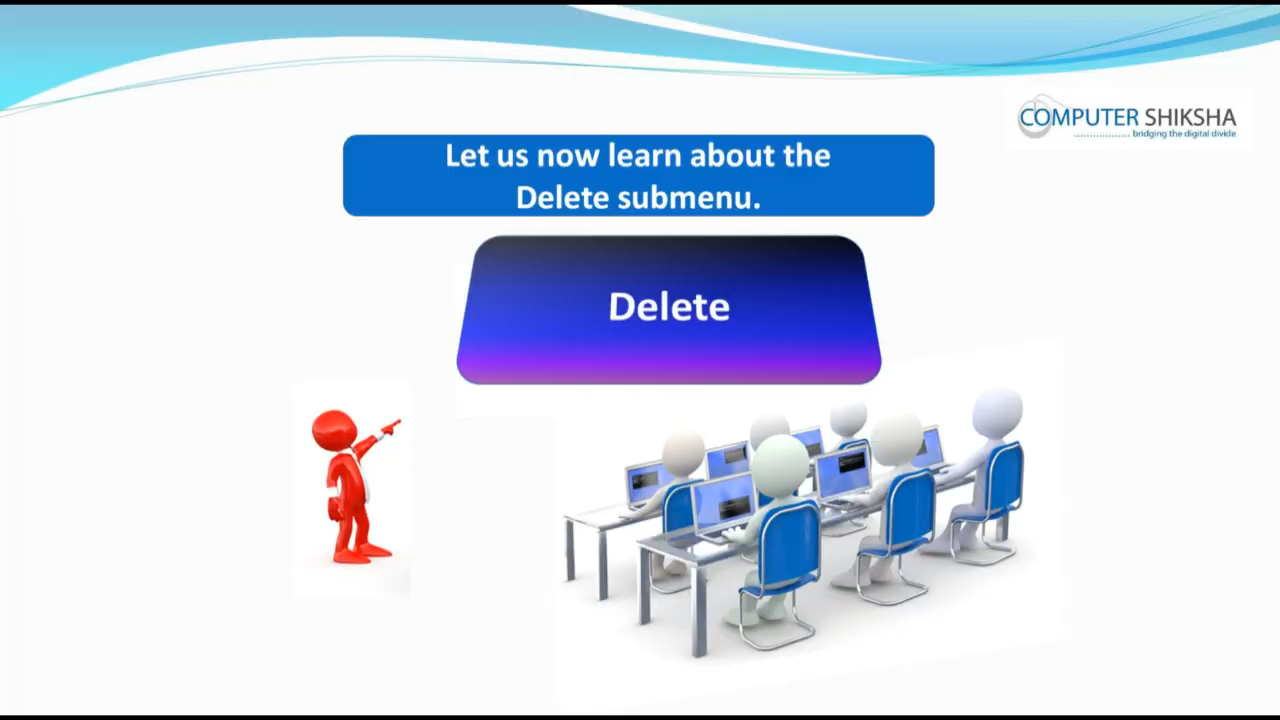 COMPUTER SHIKSHA
bridging the digital divide
Let us now learn about the
Delete submenu.
Delete